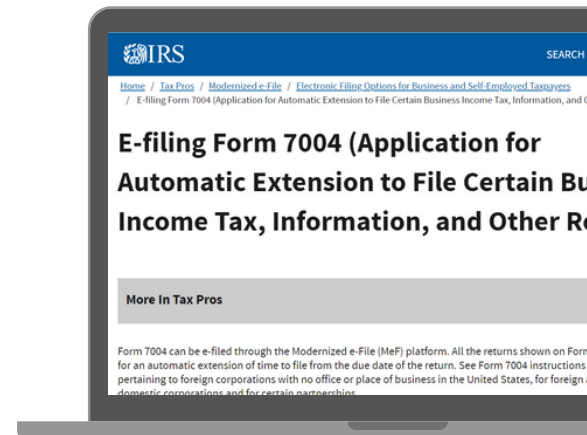 IRS
SEARCH
Home / Tax Pros / Modernized e-File / Electronic Filing Options for Business and Self-Employed Taxpayers
/ E-filing Form 7004 (Application for Automatic Extension to File Certain Business Income Tax, Information, and
E-filing Form 7004 (Application for
Automatic Extension to File Certain Bu
Income Tax, Information, and Other R
More In Tax Pros
Form 7004 can be e-filed through the Modernized e-File (MeF) platform. All the returns shown on Form
for an automatic extension of time to file from the due date of the return. See Form 7004 instructions
pertaining to foreign corporations with no office or place of business in the United States, for foreign
domestic corporations and for certain partnerships